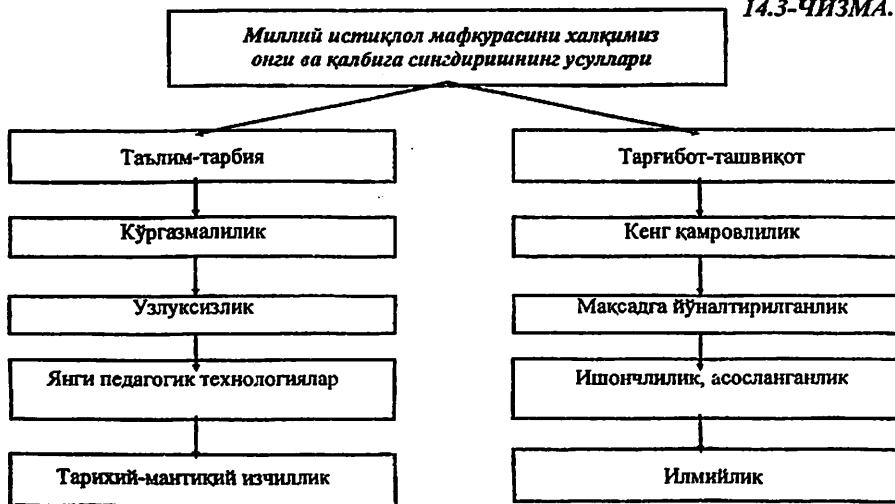 14.3-ЧИЗМА.
Миллий истиқлол мафкурасини халқимиз
онги ва қалбига сингдиришнинг усуллари
Таълим-тарбия
Тарғибот-ташвиқот
Кўргазмалилик
Кенг қамровлилик
Узлуксизлик
Мақсадга йўналтирилганлик
Янги педагогик технологиялар
Ишончлилик, асосланганлик
Тарихий-мантиқий изчиллик
Илмийлик